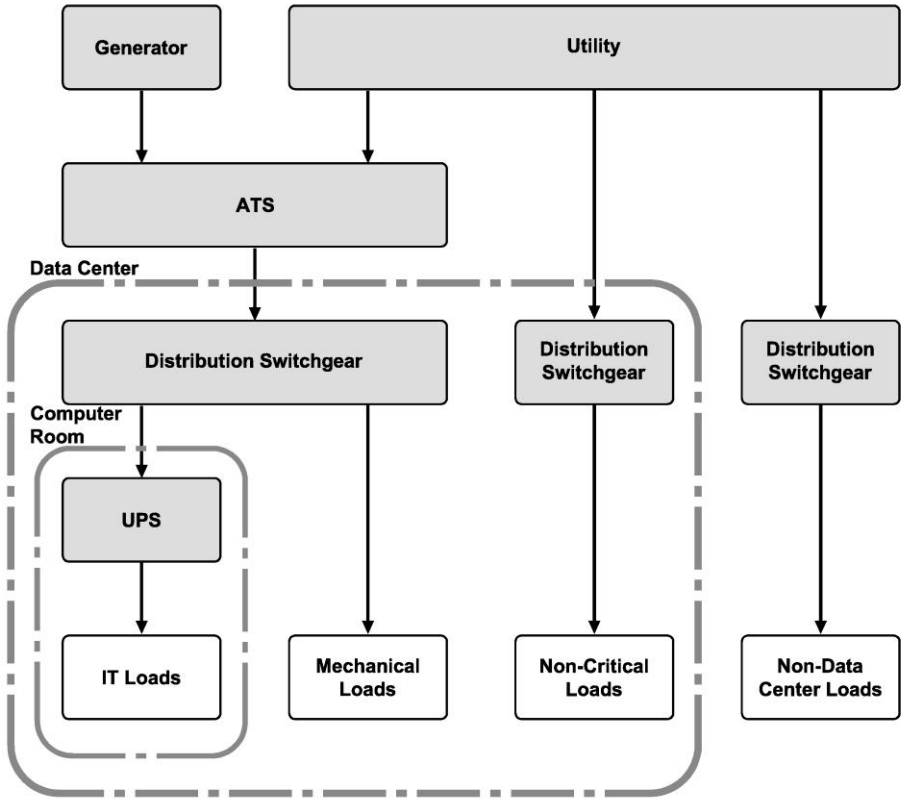 Generator
Utility
ATS
Data Center
Distribution Switchgear
Distribution
Switchgear
Distribution
Switchgear
Computer
Room
UPS
IT Loads
Mechanical
Loads
Non-Critical
Loads
Non-Data
Center Loads